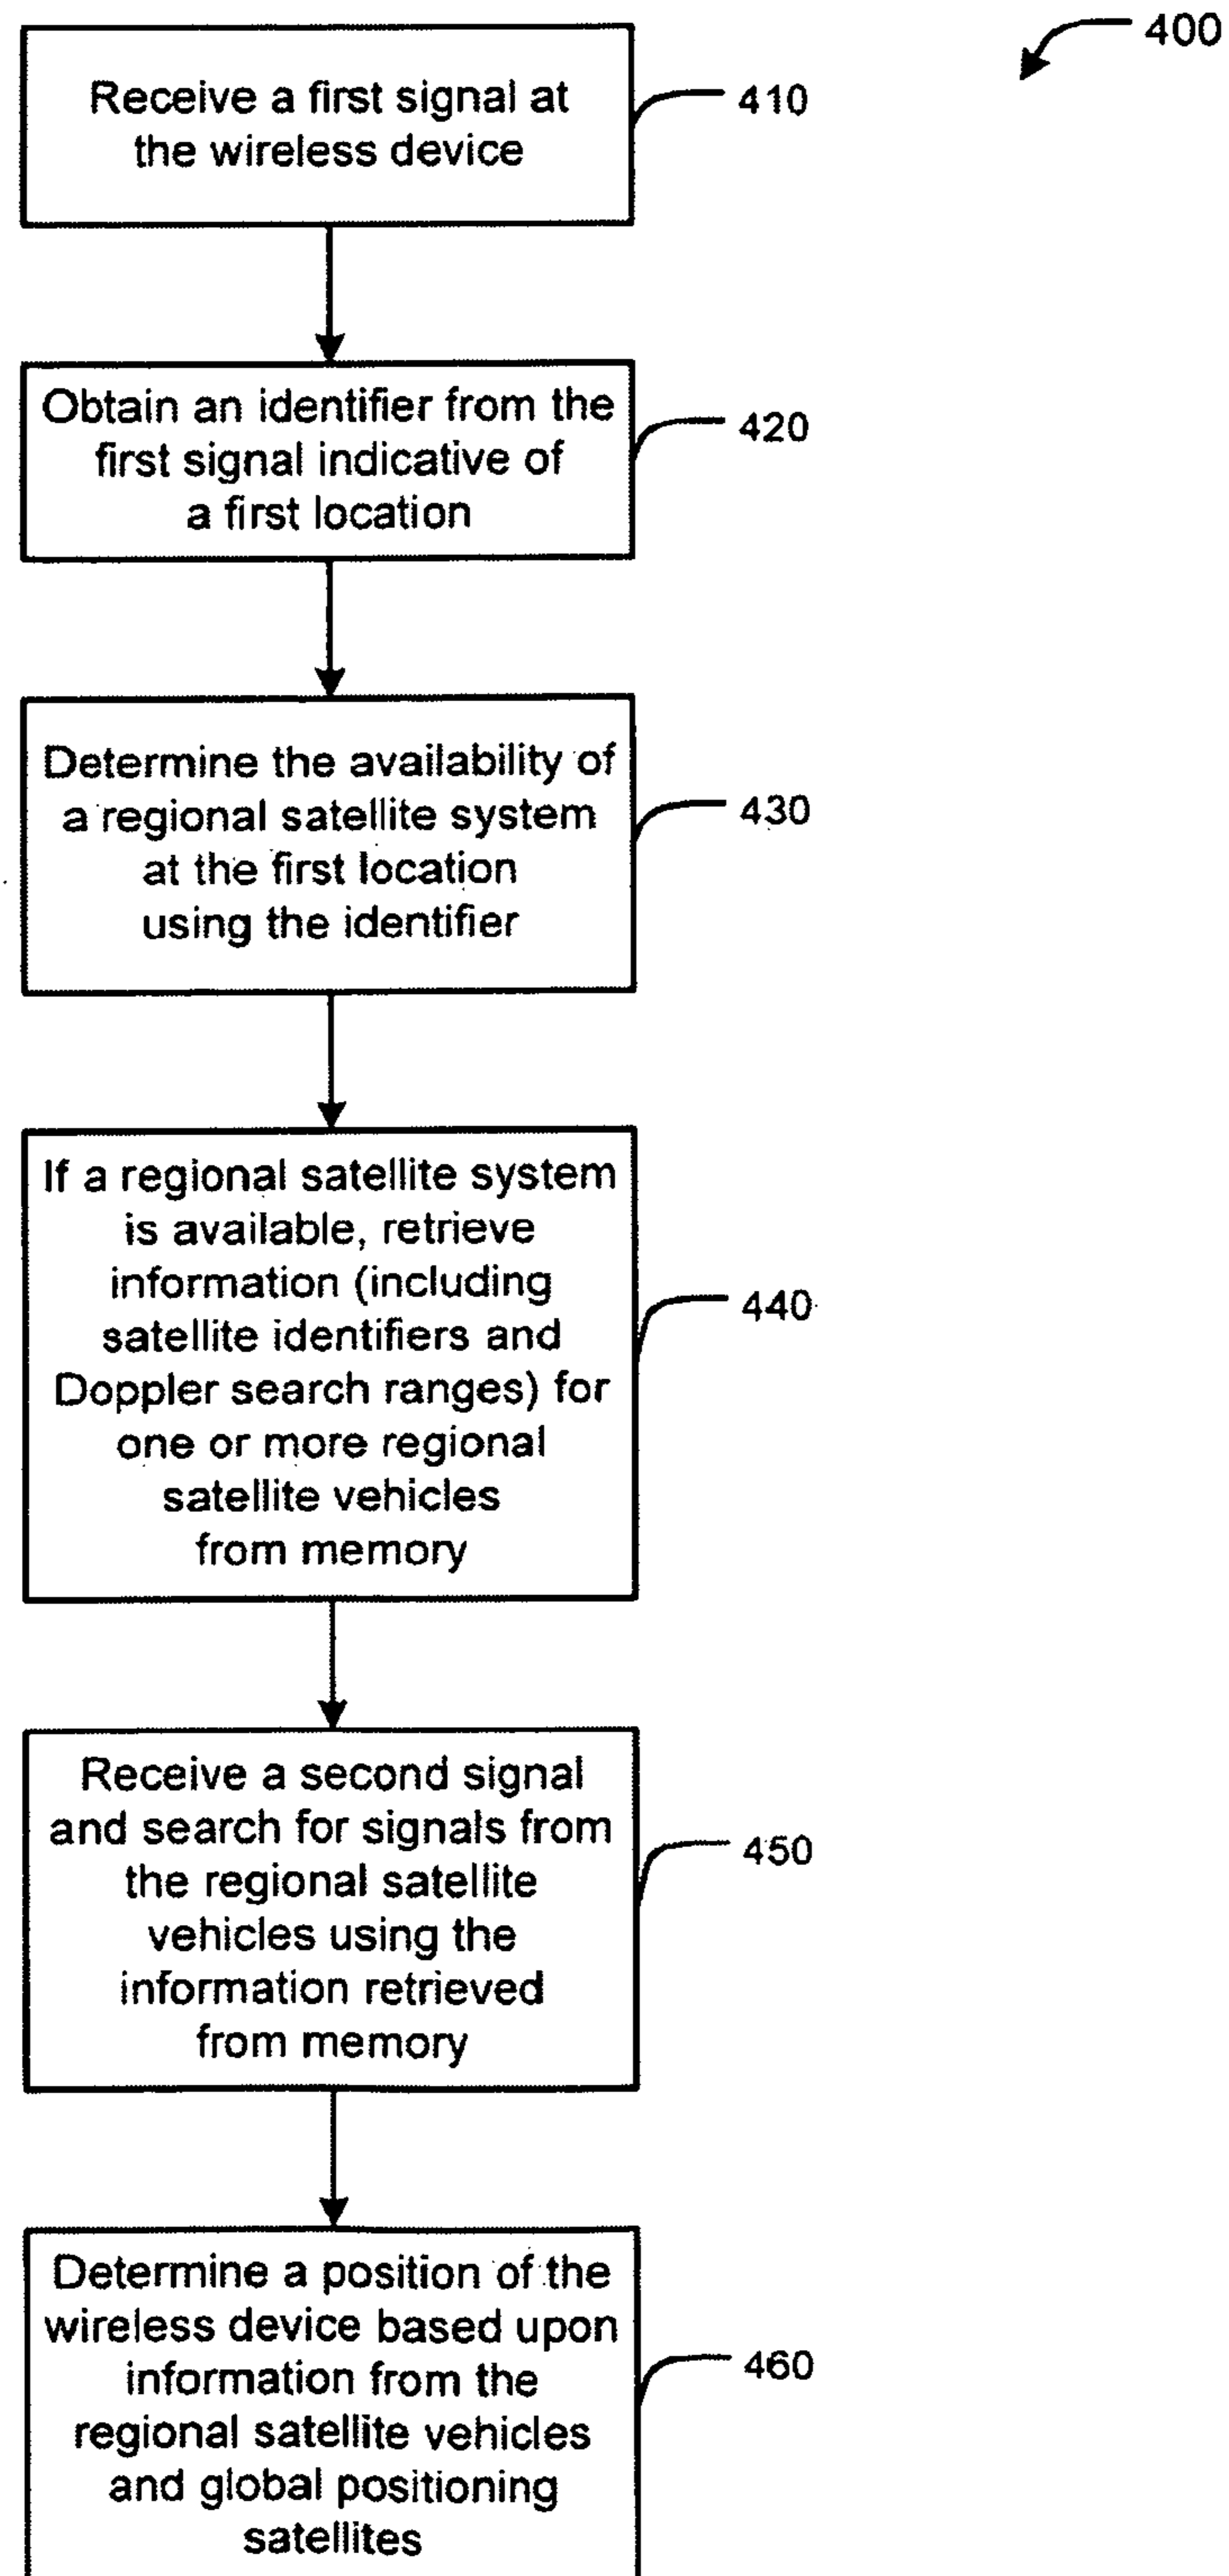 400
Receive a first signal at
the wireless device
410
Obtain an identifier from the
first signal indicative of
a first location
420
Determine the availability of
a regional satellite system
at the first location
using the identifier
430
If a regional satellite system
is available, retrieve
information (including
satellite identifiers and
Doppler search ranges) for
one or more regional
satellite vehicles
from memory
440
Receive a second signal
and search for signals from
the regional satellite
vehicles using the
information retrieved
from memory
450
Determine a position of the
wireless device based upon
information from the
regional satellite vehicles
and global positioning
satellites
460